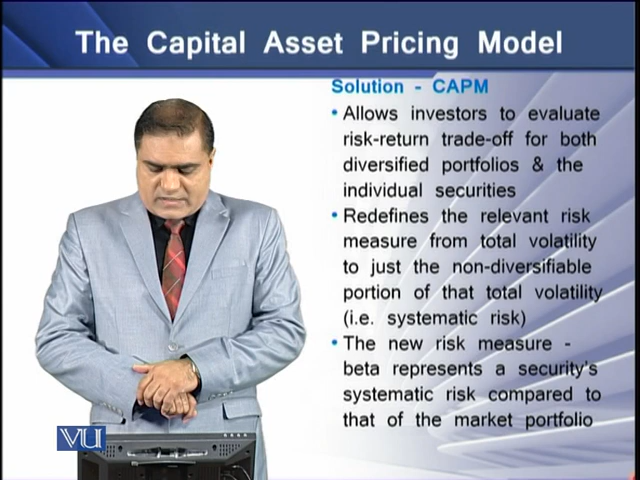 The Capital Asset Pricing Model
Solution - CAPM
• Allows investors to evaluate
risk-return trade-off for both
diversified portfolios & the
individual securities
• Redefines the relevant risk
measure from total volatility
to just the non-diversifiable
portion of that total volatility
(i.e. systematic risk)
• The new risk measure -
beta represents a security's
systematic risk compared to
that of the market portfolio
VU